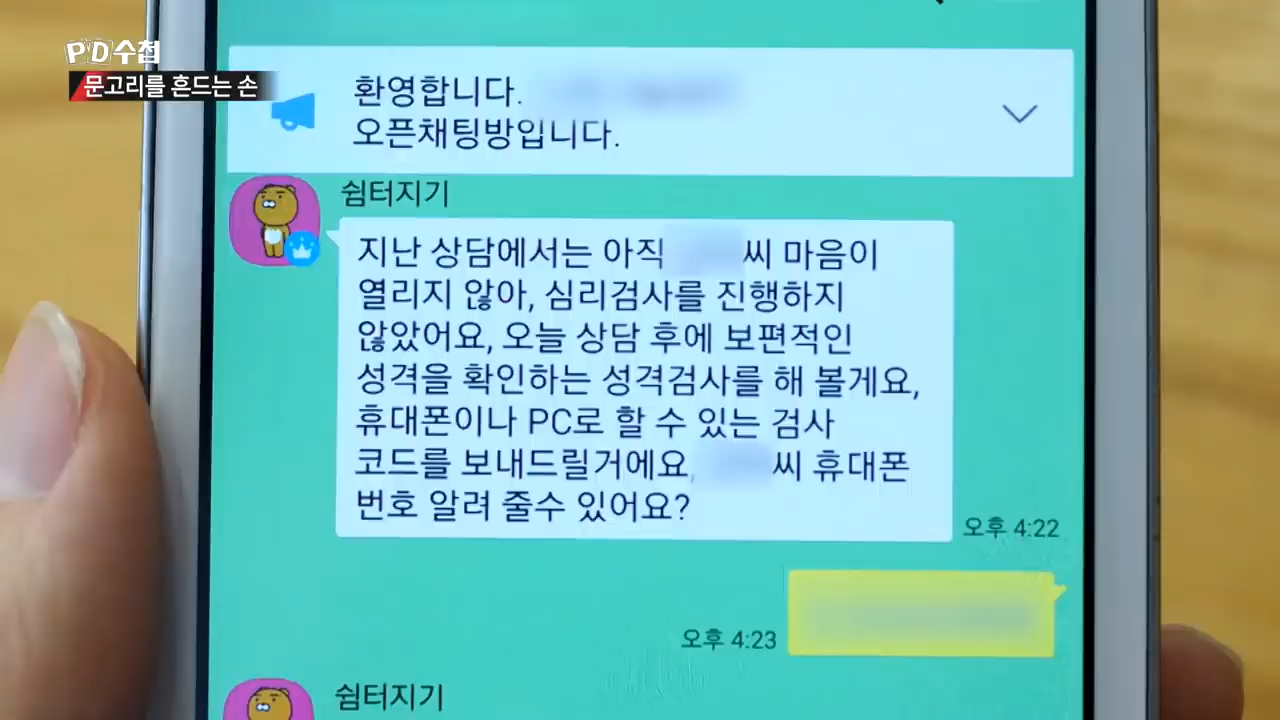 PD수첩
문고리를 흔드는 손
환영합니다.
오픈채팅방입니다.
쉼터지기
지난 상담에서는 아직 씨 마음이
열리지 않아, 심리검사를 진행하지
않았어요, 오늘 상담 후에 보편적인
성격을 확인하는 성격검사를 해 볼게요,
휴대폰이나 PC로 할 수 있는 검사
코드를 보내드릴거에요, 씨 휴대폰
번호 알려 줄수 있어요?
오후 4:22
오후 4:23
쉼터지기